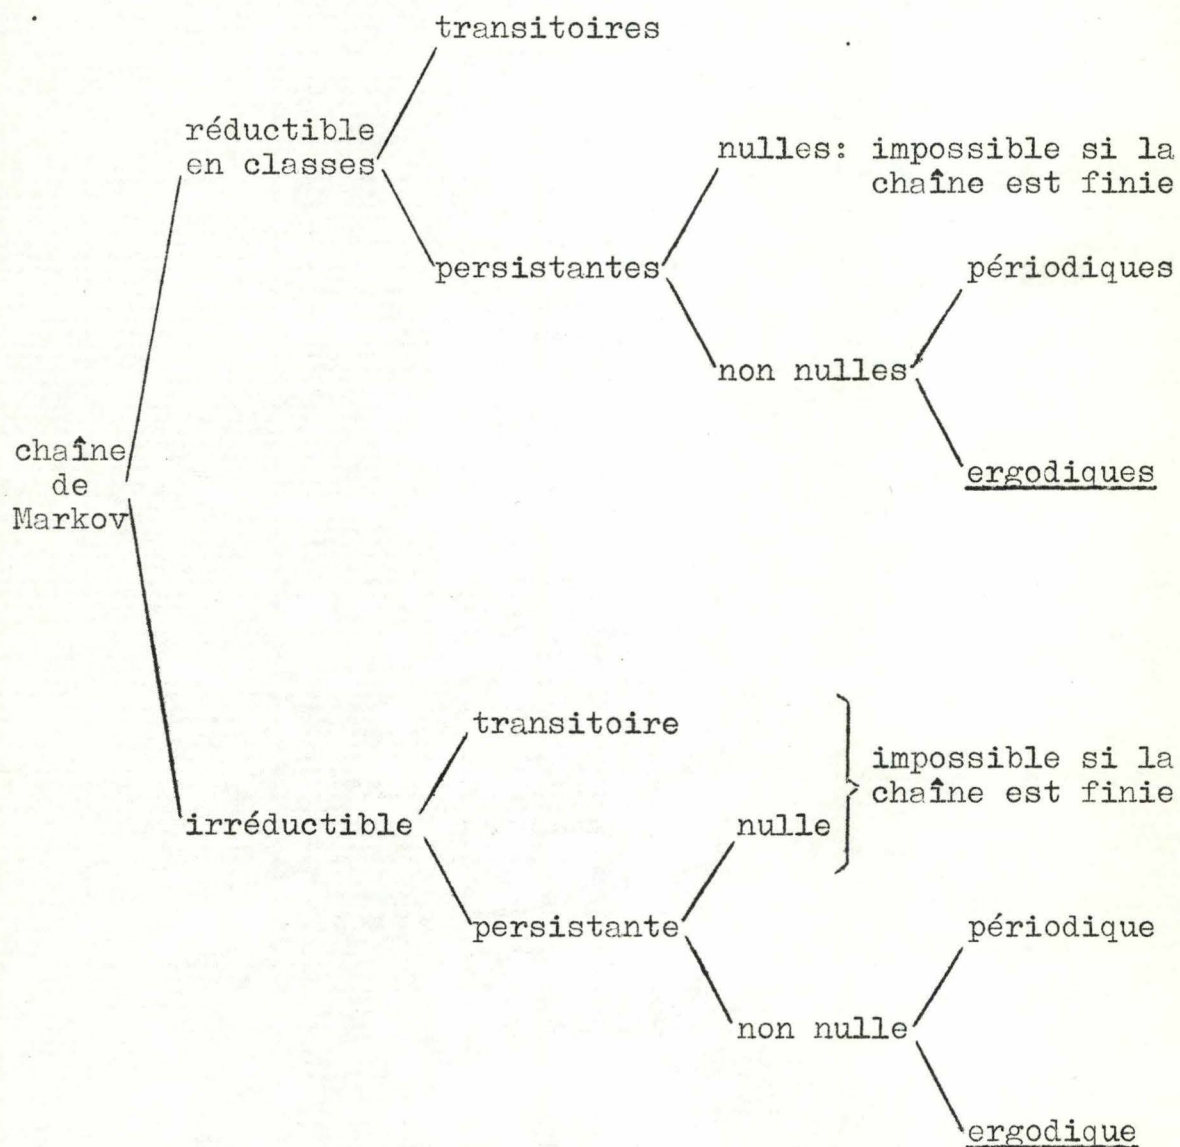 transitoires
réductible
en classes
nulles: impossible si la
chaîne est finie
persistantes
périodiques
non nulles
ergodiques
chaîne
de
Markov
transitoire
impossible si la
chaîne est finie
irréductible
nulle
persistante
périodique
non nulle
ergodique